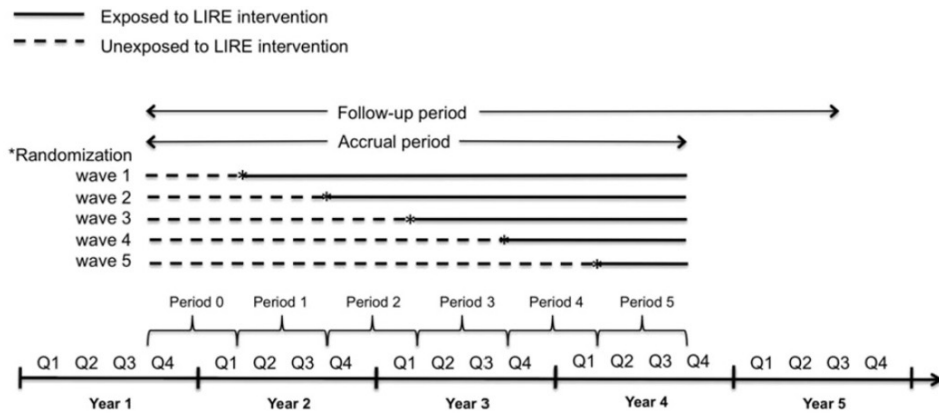 Exposed to LIRE intervention
Unexposed to LIRE intervention
Follow-up period
Accrual period
*Randomization
wave 1
wave 2
wave 3
wave 4
wave 5
Period 0 Period 1 Period 2 Period 3 Period 4 Period 5
Q1 Q2 Q3 Q4 Q1 Q2 Q3 Q4 Q1 Q2 Q3 Q4 Q1 Q2 Q3 Q4 Q1 Q2 Q3 Q4
Year 1 Year 2 Year 3 Year 4 Year 5